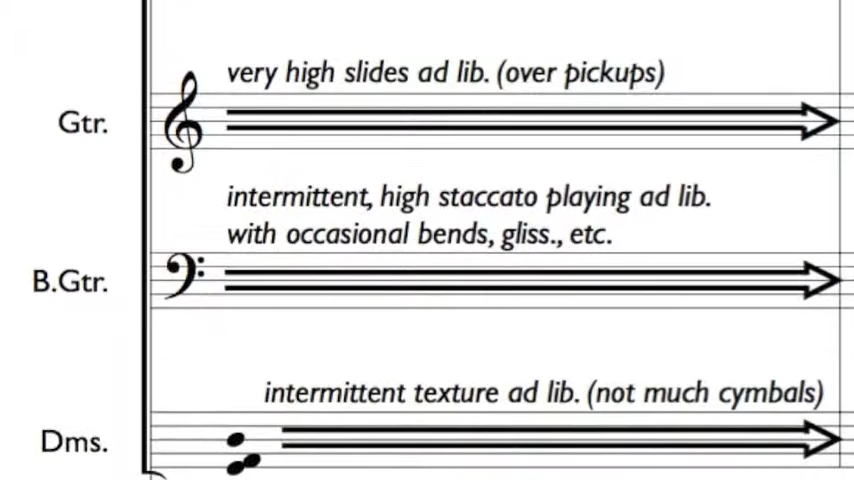 very high slides ad lib. (over pickups)
Gtr.
intermittent, high staccato playing ad lib.
with occasional bends, gliss., etc.
B.Gtr.
intermittent texture ad lib. (not much cymbals)
Dms.